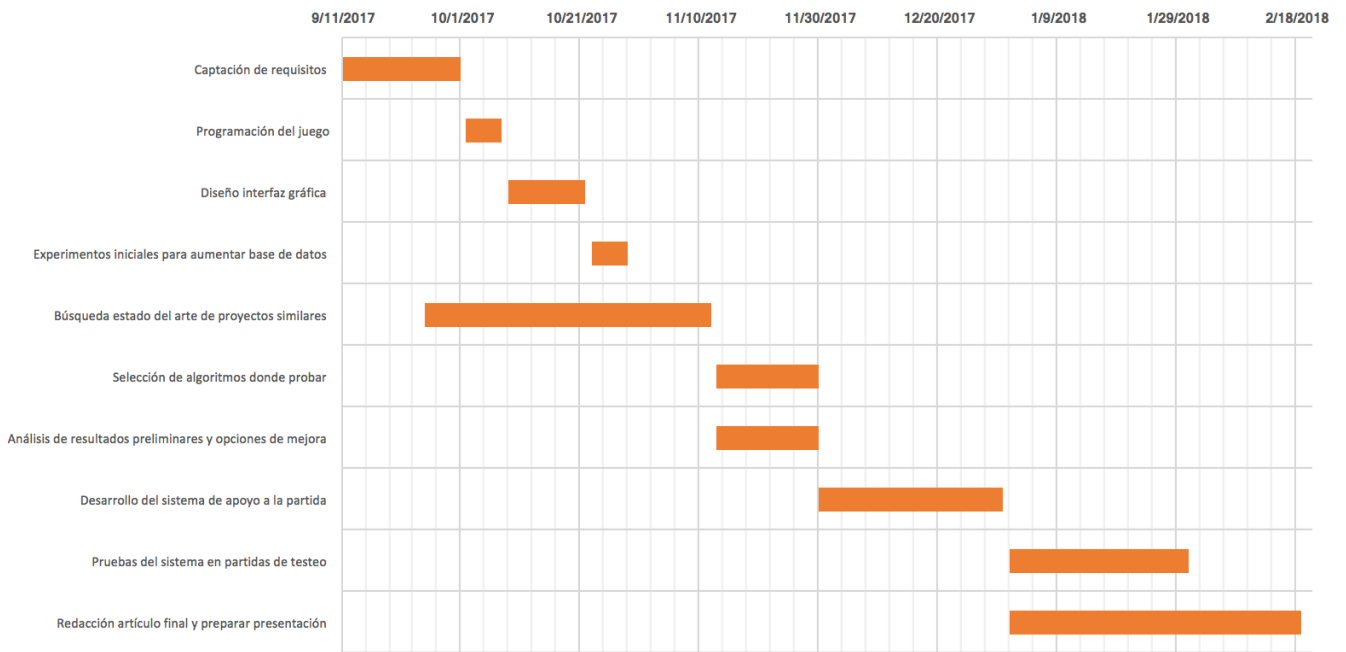 9/11/2017 10/1/2017 10/21/2017 11/10/2017 11/30/2017 12/20/2017 1/9/2018 1/29/2018 2/18/2018
Captación de requisitos
Programación del juego
Diseño interfaz gráfica
Experimentos iniciales para aumentar base de datos
Búsqueda estado del arte de proyectos similares
Selección de algoritmos donde probar
Análisis de resultados preliminares y opciones de mejora
Desarrollo del sistema de apoyo a la partida
Pruebas del sistema en partidas de testeo
Redacción artículo final y preparar presentación